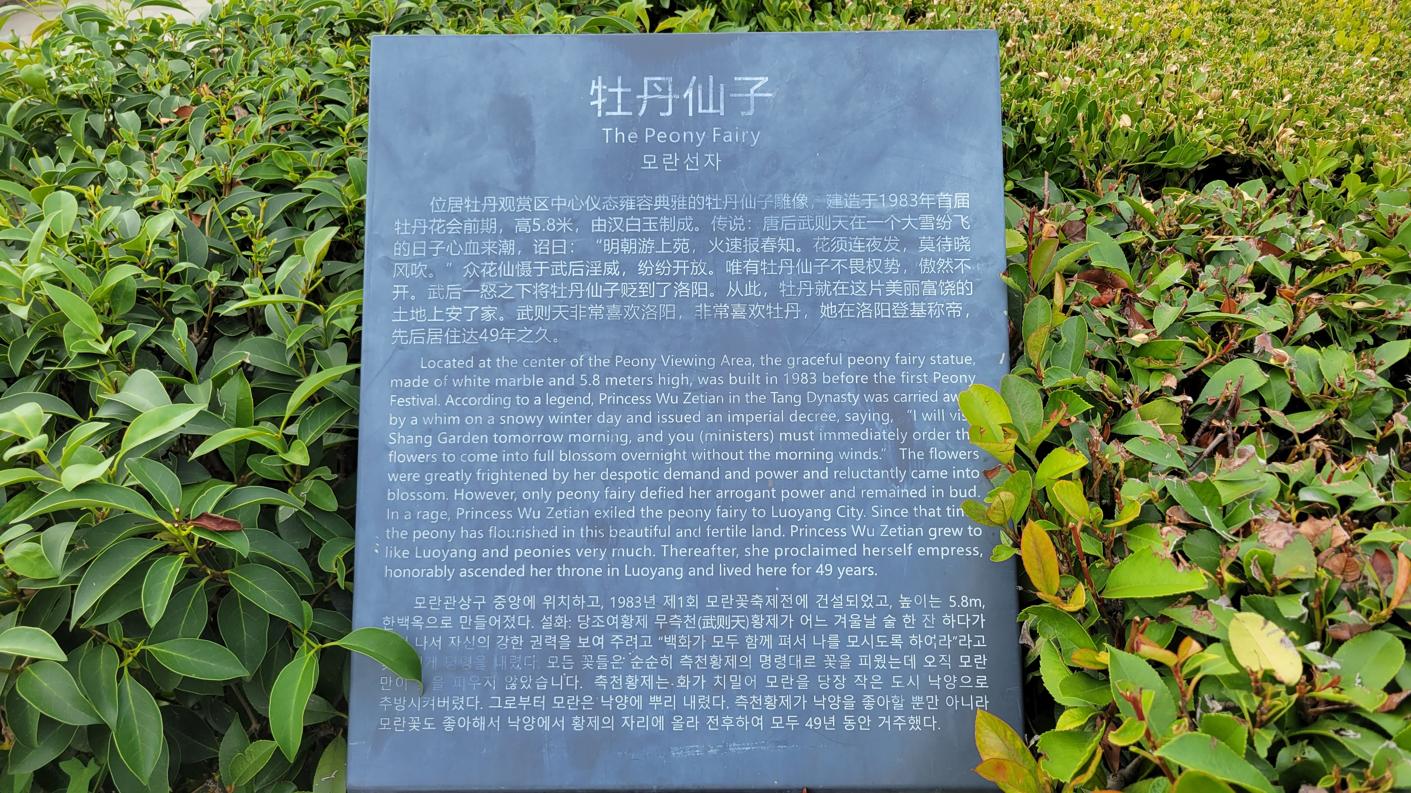 牡丹仙子
The Peony Fairy
모란선자
位居牡丹观赏区中心仪态雍容典雅的牡丹仙子雕像，建造于1983年首届
牡丹花会前期，高5.8米，由汉白玉制成。传说：唐后武则天在一个大雪纷飞
的日子心血来潮，诏曰：“明朝游上苑，火速报春知。花须连夜发，莫待晓
风吹。”众花仙慑于武后淫威，纷纷开放。唯有牡丹仙子不畏权势，傲然不
开。武后一怒之下将牡丹仙子贬到了洛阳。从此，牡丹就在这片美丽富饶的
土地上安了家。武则天非常喜欢洛阳，非常喜欢牡丹，她在洛阳登基称帝，
先后居住达49年之久。
Located at the center of the Peony Viewing Area, the graceful peony fairy statue,
made of white marble and 5.8 meters high, was built in 1983 before the first Peony
Festival. According to a legend, Princess Wu Zetian in the Tang Dynasty was carried
by a whim on a snowy winter day and issued an imperial decree, saying, “I will
Shang Garden tomorrow morning, and you (ministers) must immediately order
flowers to come into full blossom overnight without the morning winds.” The flowers
were greatly frightened by her despotic demand and power and reluctantly came into
blossom. However, only peony fairy defied her arrogant power and remained in bud.
In a rage, Princess Wu Zetian exiled the peony fairy to Luoyang City. Since that
the peony has flourished in this beautiful and fertile land. Princess Wu Zetian grew to
like Luoyang and peonies very much. Thereafter, she proclaimed herself empress,
honorably ascended her throne in Luoyang and lived here for 49 years.
모란관상구 중앙에 위치하고, 1983년 제1회 모란꽃축제전에 건설되었고, 높이는 5.8m,
한백옥으로 만들어졌다. 설화: 당조여황제 무측천(武则天)황제가 어느 겨울날 술 한 잔 하다가
나서 자신의 강한 권력을 보여 주려고 “백화가 모두 함께 펴서 나를 모시도록 하여라”라고
내렸다. 모든 꽃들은 순순히 측천황제의 명령대로 꽃을 피웠는데 오직 모란
만이 피우지 않았습니다. 측천황제는 화가 치밀어 모란을 당장 작은 도시 낙양으로
추방시켜버렸다. 그로부터 모란은 낙양에 뿌리 내렸다. 측천황제가 낙양을 좋아할 뿐만 아니라
모란꽃도 좋아해서 낙양에서 황제의 자리에 올라 전후하여 모두 49년 동안 거주했다.